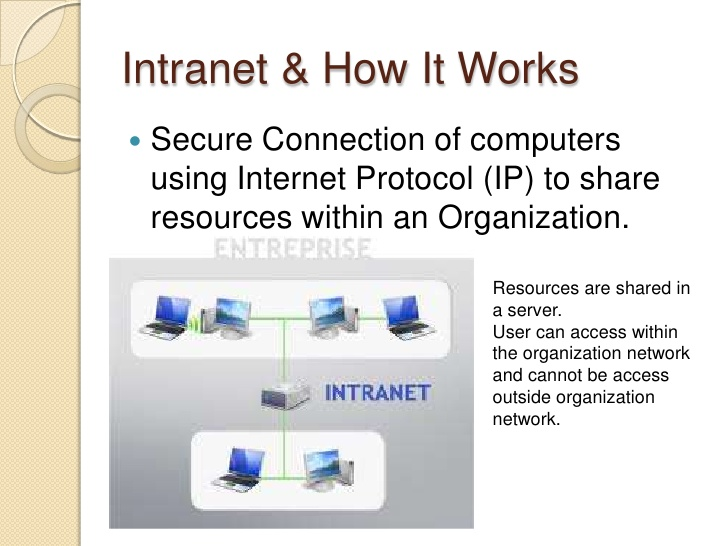 Intranet & How It Works
Secure Connection of computers
using Internet Protocol (IP) to share
resources within an Organization.
ENTREPRISE
Resources are shared in
a server.
User can access within
the organization network
and cannot be access
outside organization
network.
INTRANET